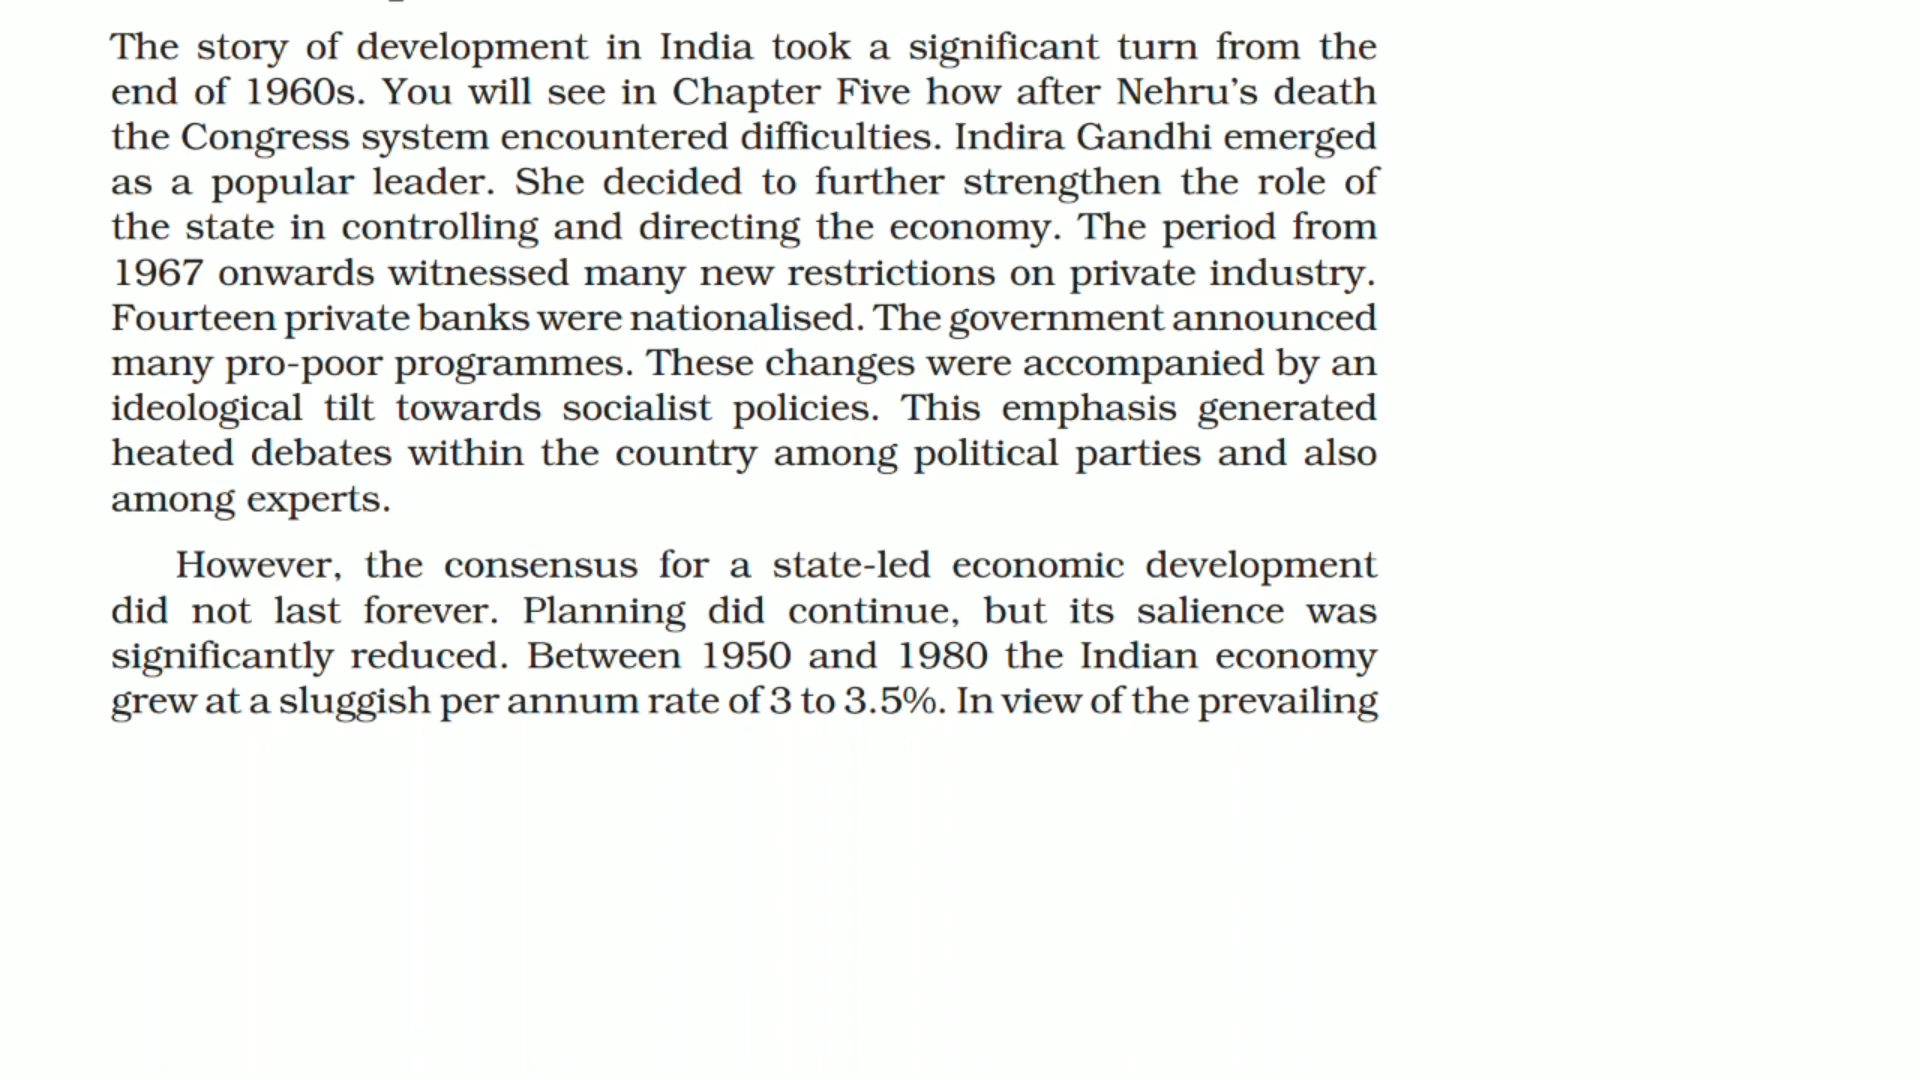 The story of development in India took a significant turn from the
end of 1960s. You will see in Chapter Five how after Nehru’s death
the Congress system encountered difficulties. Indira Gandhi emerged
as a popular leader. She decided to further strengthen the role of
the state in controlling and directing the economy. The period from
1967 onwards witnessed many new restrictions on private industry.
Fourteen private banks were nationalised. The government announced
many pro-poor programmes. These changes were accompanied by an
ideological tilt towards socialist policies. This emphasis generated
heated debates within the country among political parties and also
among experts.
However, the consensus for a state-led economic development
did not last forever. Planning did continue, but its salience was
significantly reduced. Between 1950 and 1980 the Indian economy
grew at a sluggish per annum rate of 3 to 3.5%. In view of the prevailing